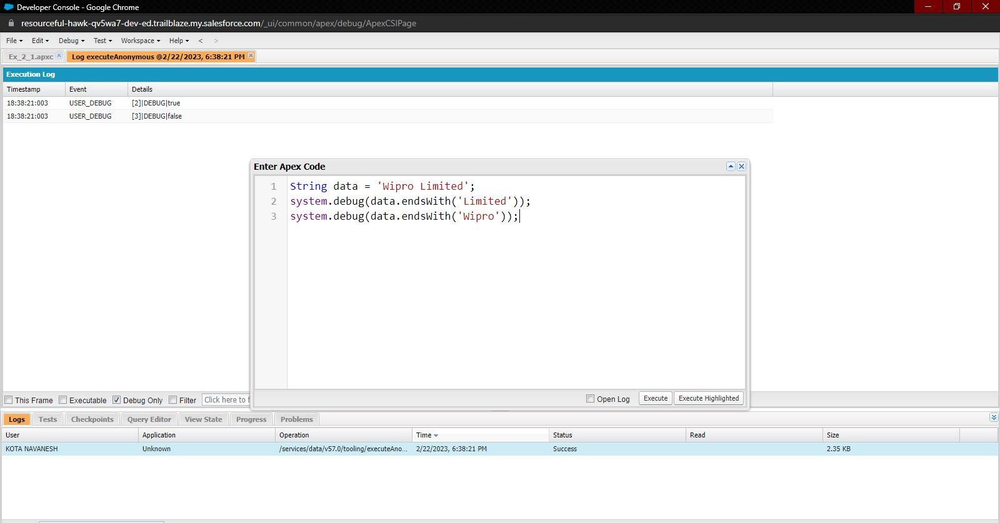 Developer Console - Google Chrome
resourceful-hawk-qv5wa7-dev-ed.trailblaze.my.salesforce.com/_ui/common/apex/debug/ApexCSIPage
File Edit Debug Test Workspace Help < >
Ex_2_1.apxc Log executeAnonymous @2/22/2023, 6:38:21 PM
Execution Log
Timestamp Event Details
18:38:21:003 USER_DEBUG [2]|DEBUG|true
18:38:21:003 USER_DEBUG [3]|DEBUG|false
Enter Apex Code
1 String data = 'Wipro Limited';
2 system.debug(data.endsWith('Limited'));
3 system.debug(data.endsWith('Wipro'));
Open Log Execute Execute Highlighted
This Frame Executable Debug Only Filter Click here to f
Logs Tests Checkpoints Query Editor View State Progress Problems
User Application Operation Time Status Read Size
KOTA NAVANESH Unknown /services/data/v57.0/tooling/executeAno... 2/22/2023, 6:38:21 PM Success 2.35 KB